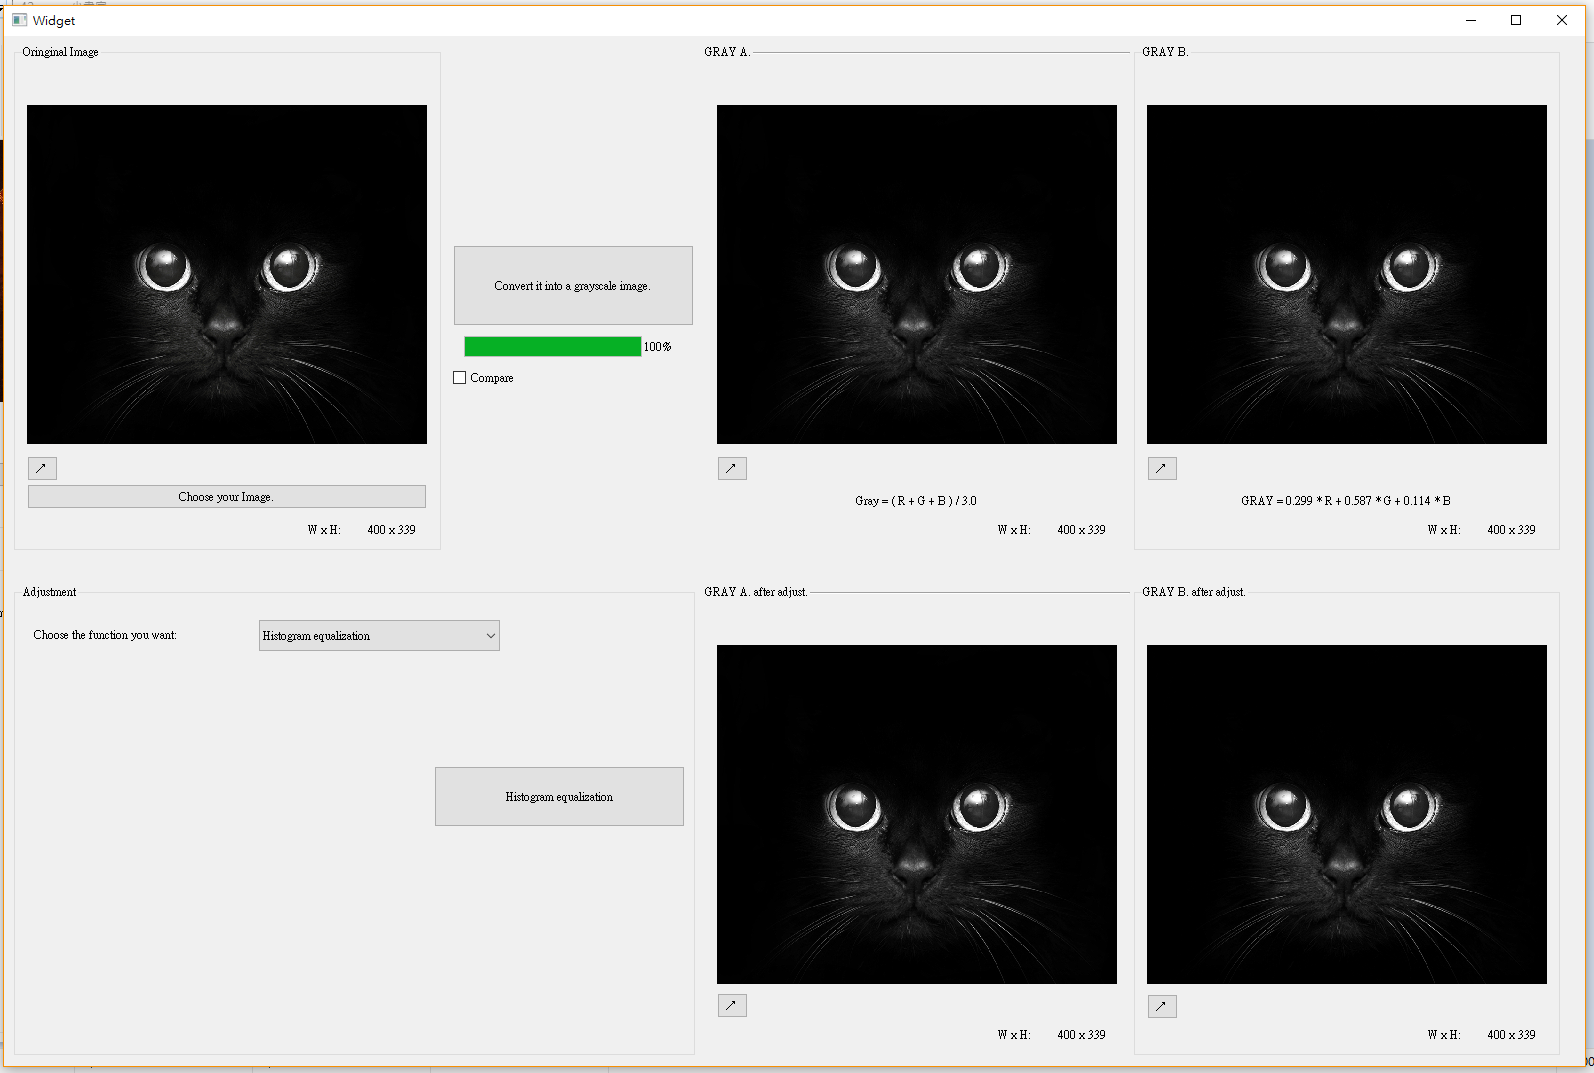 Widget
Oringinal Image
GRAY A.
GRAY B.
Convert it into a grayscale image.
100%
Compare
Choose your Image.
W x H: 400 x 339
Gray = ( R + G + B ) / 3.0
W x H: 400 x 339
GRAY = 0.299 * R + 0.587 * G + 0.114 * B
W x H: 400 x 339
Adjustment
Choose the function you want:
Histogram equalization
Histogram equalization
GRAY A. after adjust.
W x H: 400 x 339
GRAY B. after adjust.
W x H: 400 x 339